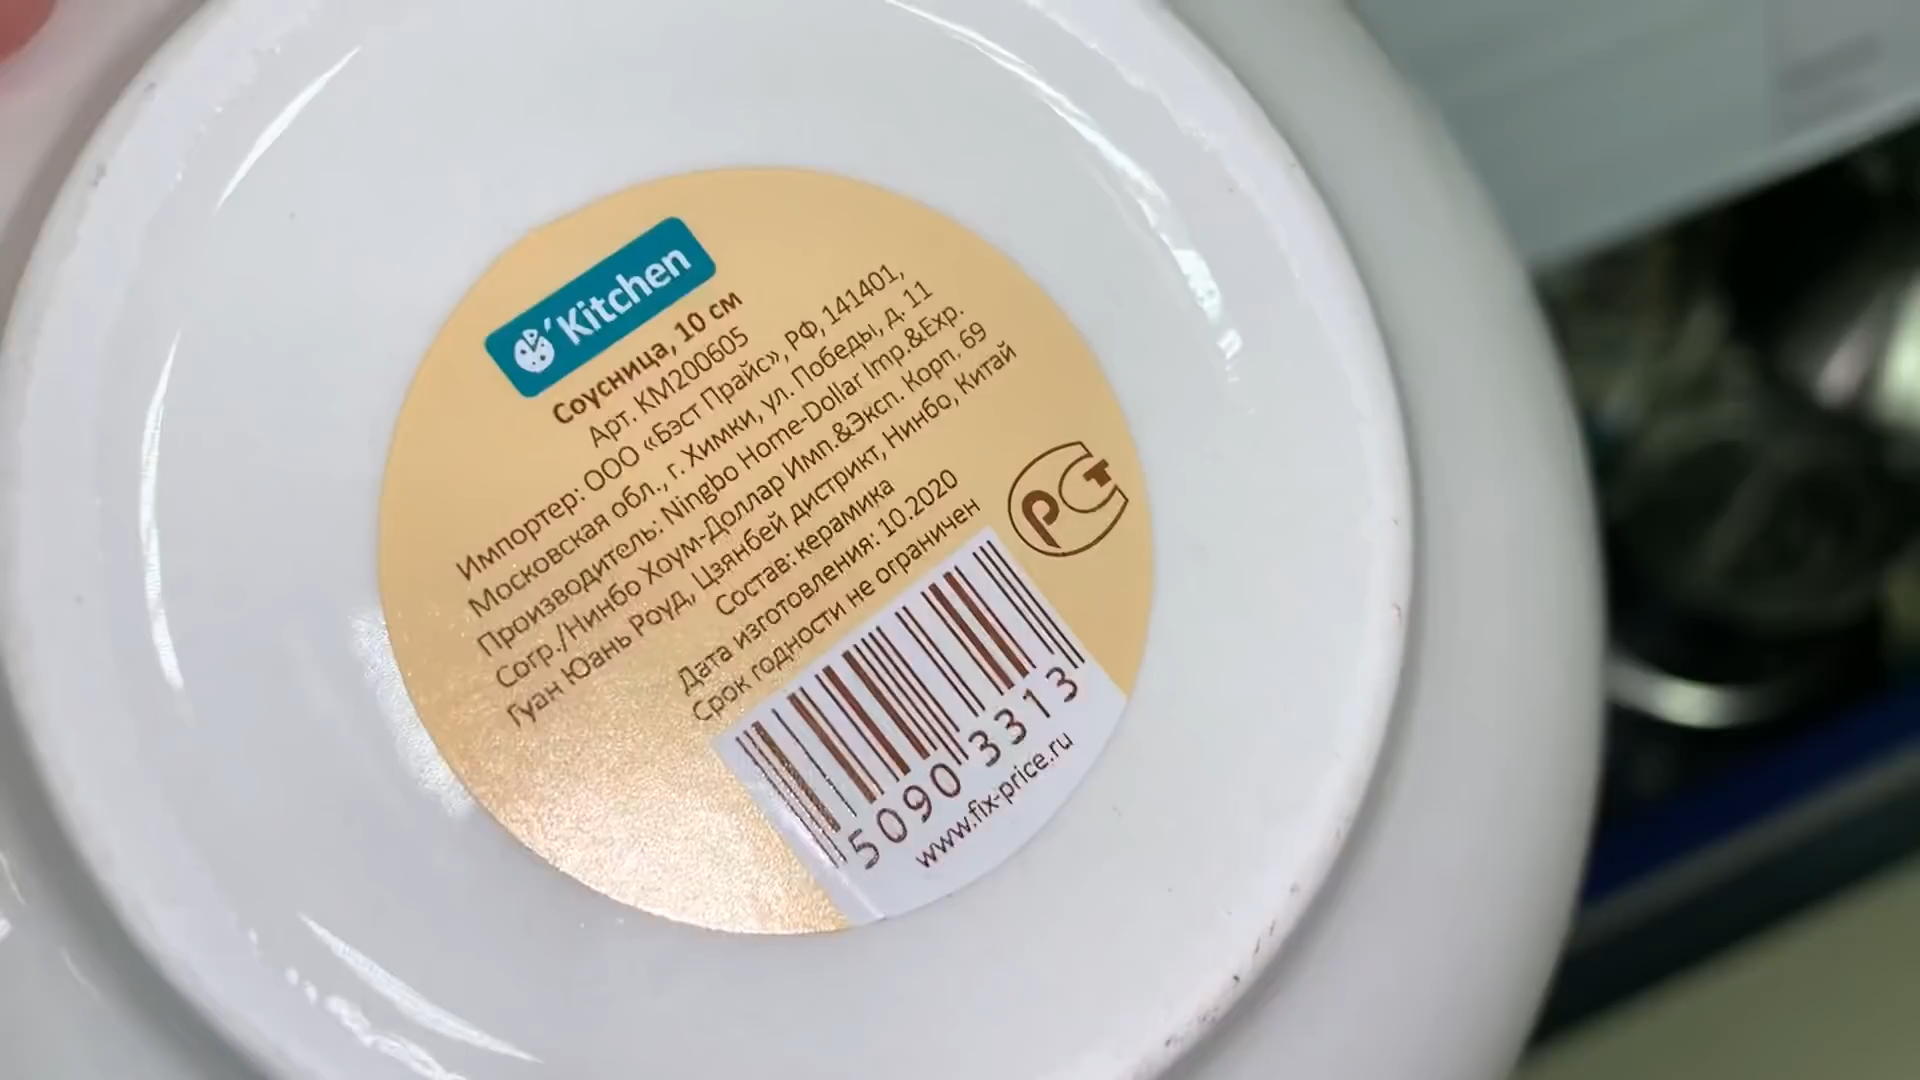 Kitchen
Соусница, 10 см
Арт. KM200605
Импортер: ООО «Бэст Прайс», РФ, 141401,
Московская обл., г. Химки, ул. Победы, д. 11
Производитель: Ningbo Home-Dollar Imp.&Exp.
Corp./Нинбо Хоум-Доллар Имп.&Эксп. Корп. 69
Гуан Юань Роуд, Цзянбей дистрикт, Нинбо, Китай
Состав: керамика
Дата изготовления: 10.2020
Срок годности не ограничен
РСТ
5090 3313
www.fix-price.ru